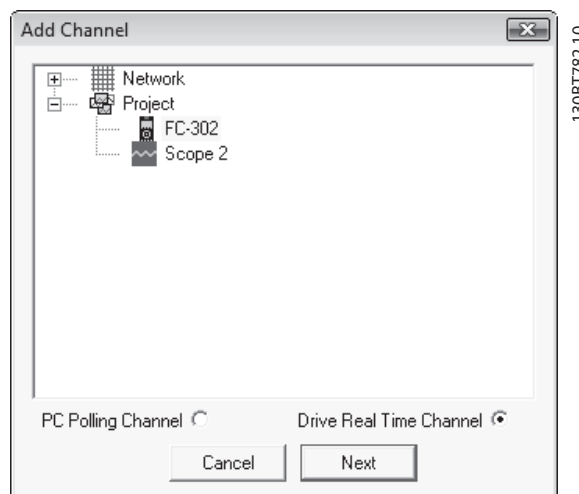 Add Channel
Network
Project
FC-302
Scope 2
PC Polling Channel
Drive Real Time Channel
Cancel
Next
130BT782.10